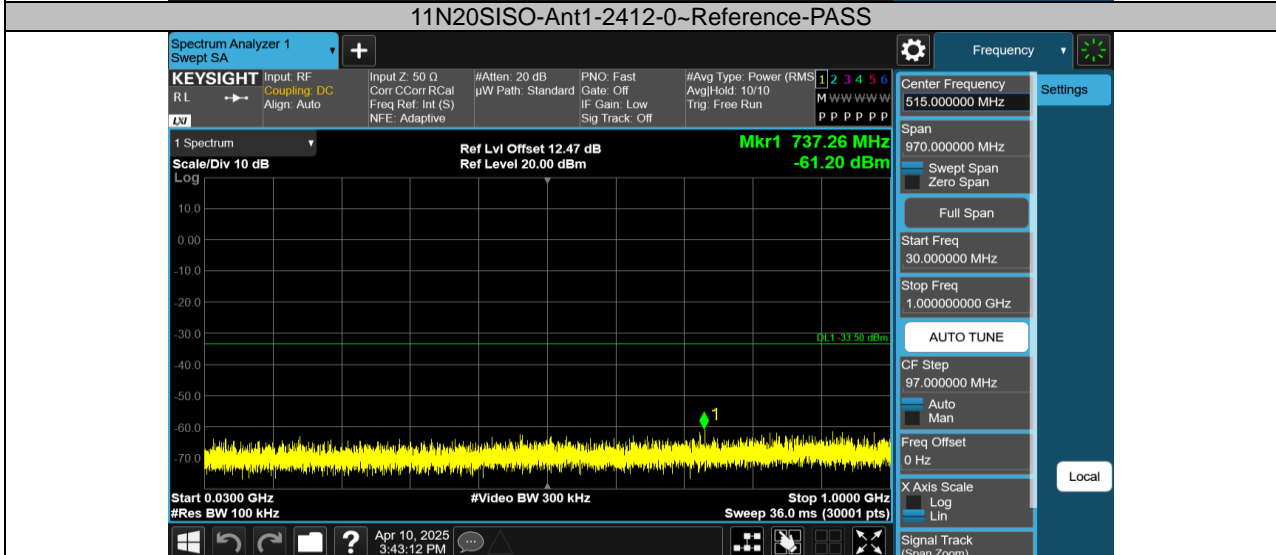 11N20SISO-Ant1-2412-0~Reference-PASS
Spectrum Analyzer 1
Swept SA
Frequency
KEYSIGHT
R L
LXI
Input: RF
Coupling: DC
Align: Auto
Input Z: 50 Ω
Corr CCorr RCal
Freq Ref: Int (S)
NFE: Adaptive
#Atten: 20 dB
µW Path: Standard
PNO: Fast
Gate: Off
IF Gain: Low
Sig Track: Off
#Avg Type: Power (RMS
Avg|Hold: 10/10
Trig: Free Run
1 2 3 4 5 6
M W W W W W
P P P P P P
1 Spectrum
Scale/Div 10 dB
Ref Lvl Offset 12.47 dB
Ref Level 20.00 dBm
Mkr1 737.26 MHz
-61.20 dBm
Log
10.0
0.00
-10.0
-20.0
-30.0
DL1 -33.50 dBm
-40.0
-50.0
1
-60.0
-70.0
Start 0.0300 GHz
#Video BW 300 kHz
Stop 1.0000 GHz
#Res BW 100 kHz
Sweep 36.0 ms (30001 pts)
?
Apr 10, 2025
3:43:12 PM
Center Frequency
515.000000 MHz
Settings
Span
970.000000 MHz
Swept Span
Zero Span
Full Span
Start Freq
30.000000 MHz
Stop Freq
1.000000000 GHz
AUTO TUNE
CF Step
97.000000 MHz
Auto
Man
Freq Offset
0 Hz
Local
X Axis Scale
Log
Lin
Signal Track
(Span Zoom)